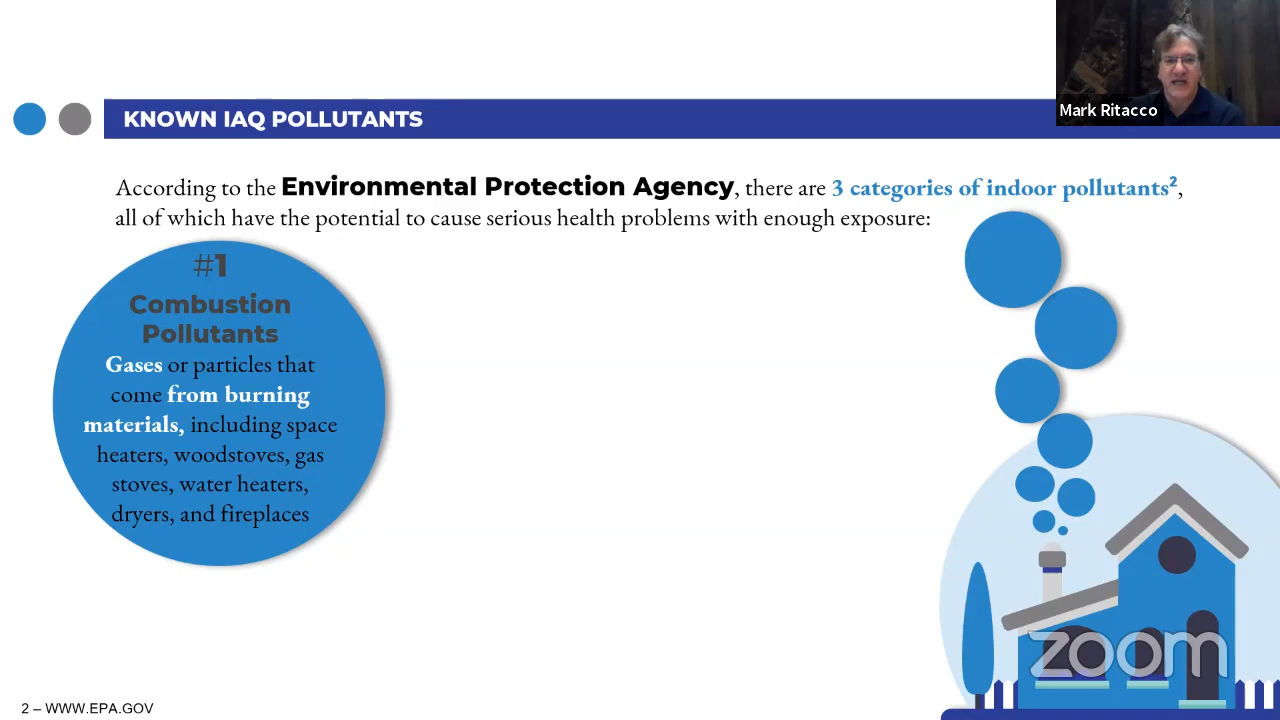 Mark Ritacco
KNOWN IAQ POLLUTANTS
According to the Environmental Protection Agency, there are 3 categories of indoor pollutants²,
all of which have the potential to cause serious health problems with enough exposure:
#1
Combustion
Pollutants
Gases or particles that
come from burning
materials, including space
heaters, woodstoves, gas
stoves, water heaters,
dryers, and fireplaces
zoom
2 – WWW.EPA.GOV